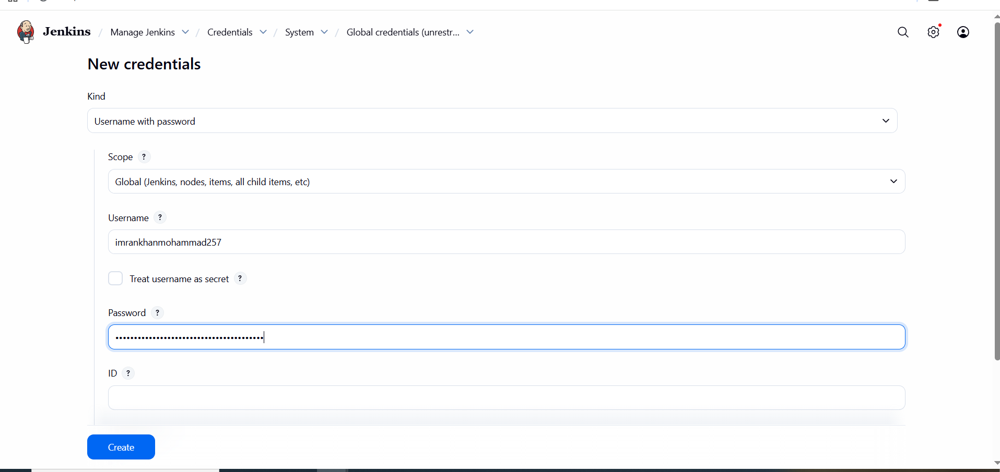 Jenkins / Manage Jenkins / Credentials / System / Global credentials (unrestr...
New credentials
Kind
Username with password
Scope ?
Global (Jenkins, nodes, items, all child items, etc)
Username ?
imrankhanmohammad257
Treat username as secret ?
Password ?
••••••••••••••••••••••••••••••••••••••••
ID ?
Create